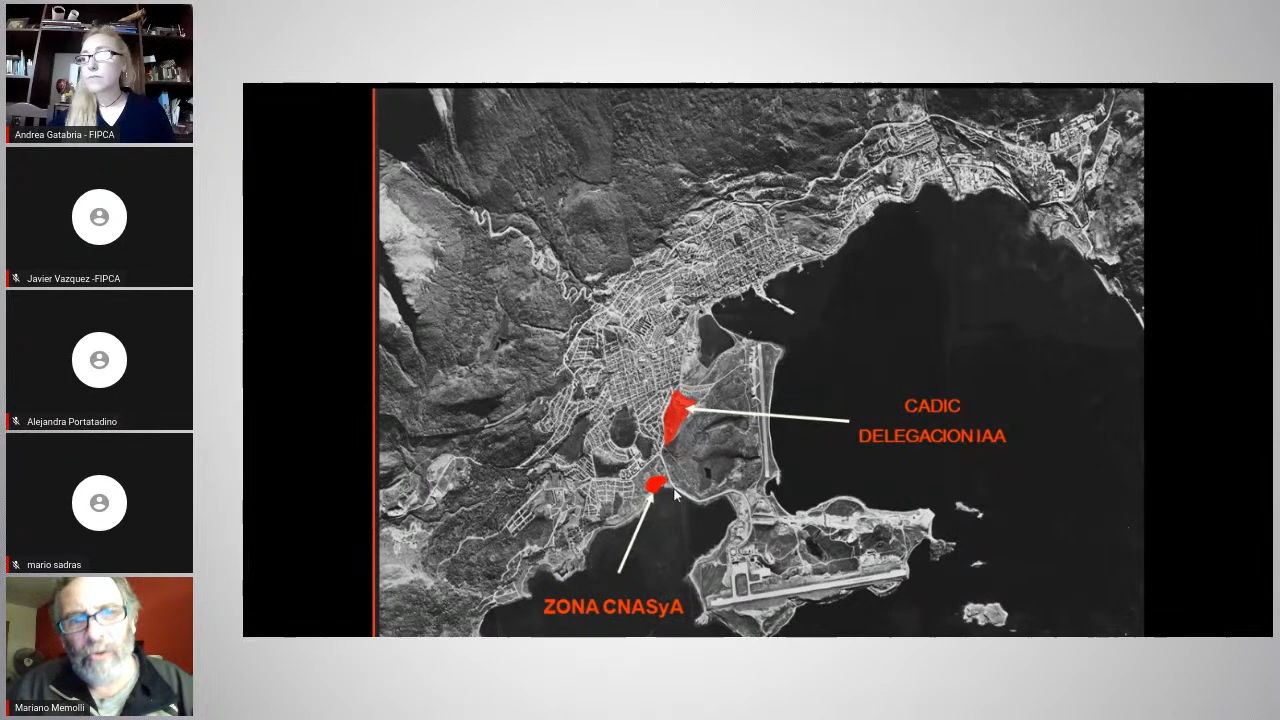 Andrea Gatabria - FIPCA
Javier Vazquez -FIPCA
Alejandra Portatadino
mario sadras
Mariano Memolli
CADIC
DELEGACION IAA
ZONA CNASyA